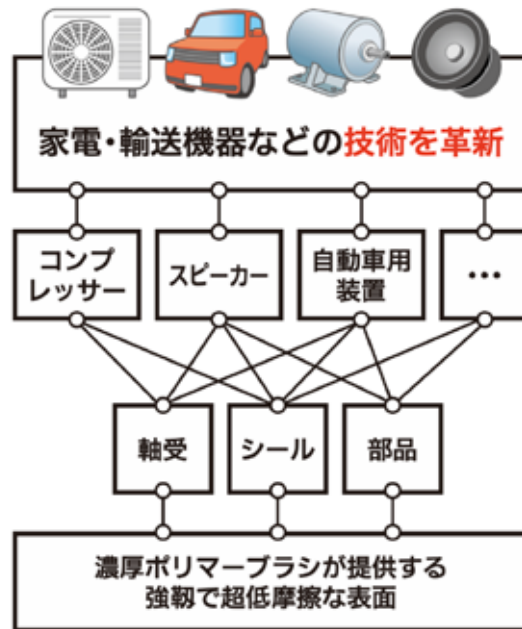 家電・輸送機器などの技術を革新
コンプ
レッサー
スピーカー
自動車用
装置
…
軸受
シール
部品
濃厚ポリマーブラシが提供する
強靱で超低摩擦な表面